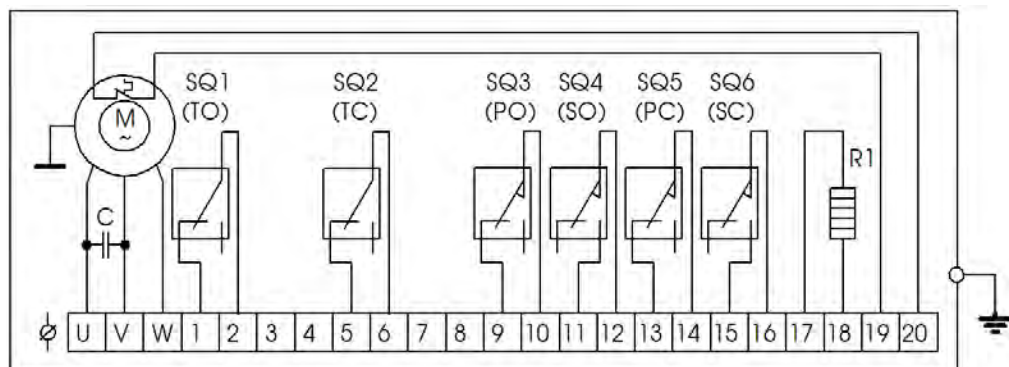 SQ1 SQ2 SQ3 SQ4 SQ5 SQ6
(TO) (TC) (PO) (SO) (PC) (SC)
M
~
R1
C
U V W 1 2 3 4 5 6 7 8 9 10 11 12 13 14 15 16 17 18 19 20